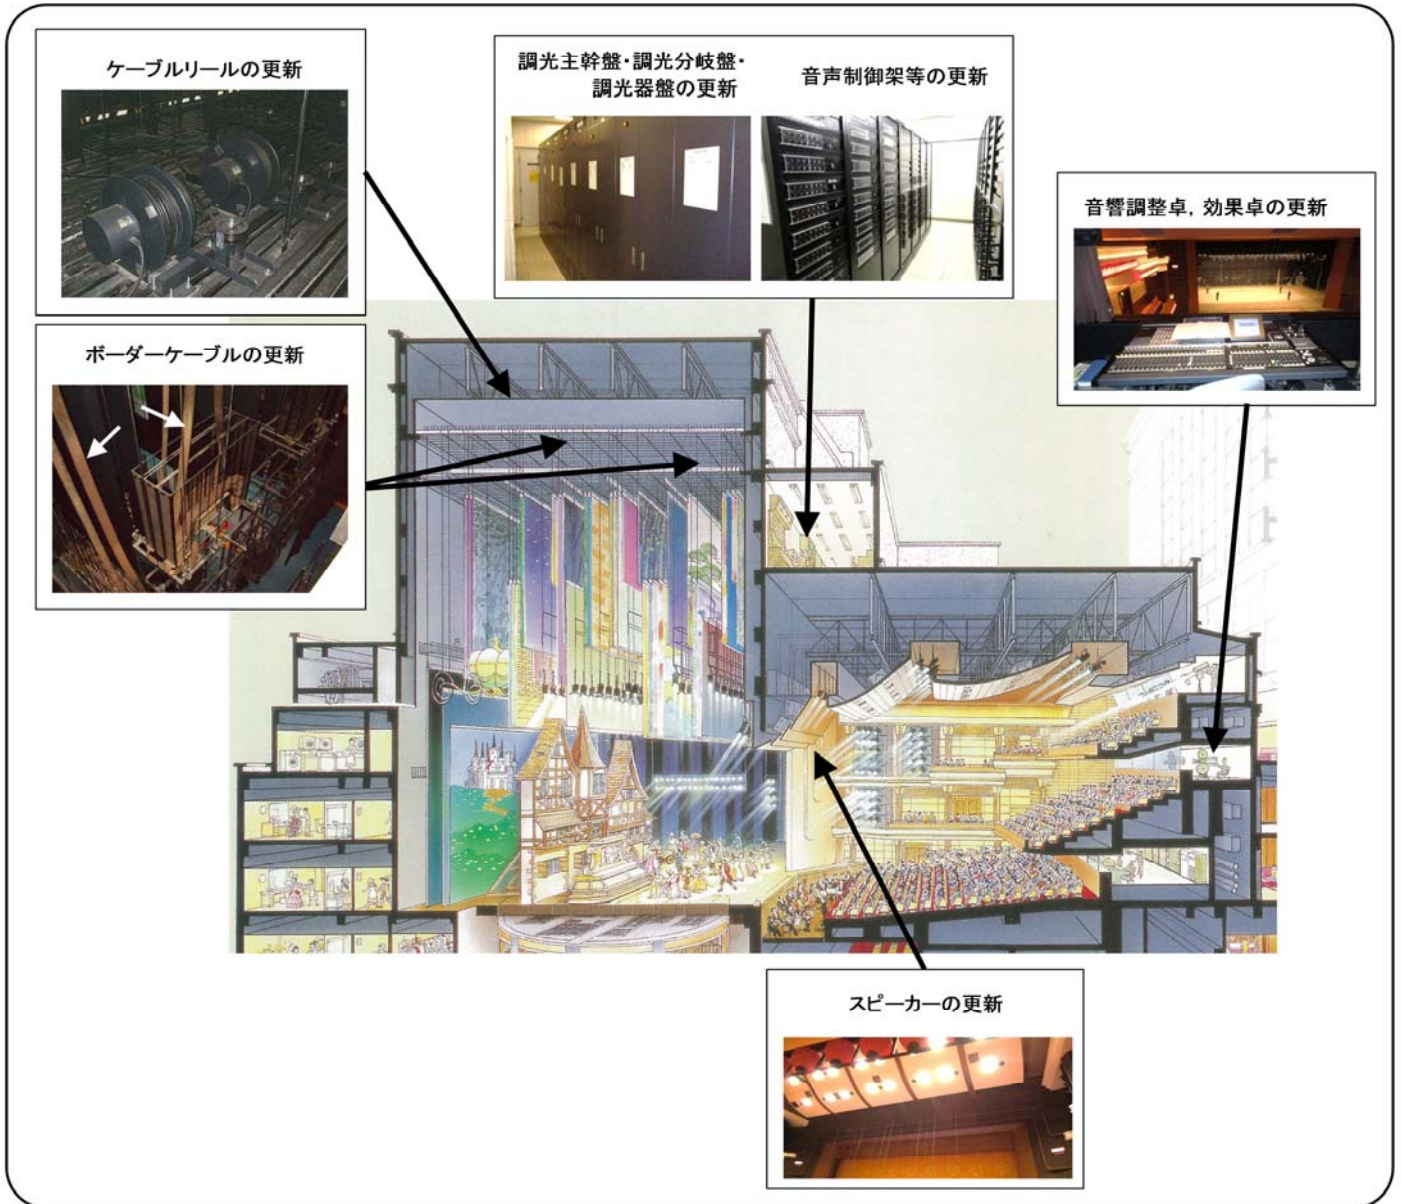 ケーブルリールの更新
調光主幹盤・調光分岐盤・
調光器盤の更新
音声制御架等の更新
音響調整卓，効果卓の更新
ボーダーケーブルの更新
スピーカーの更新